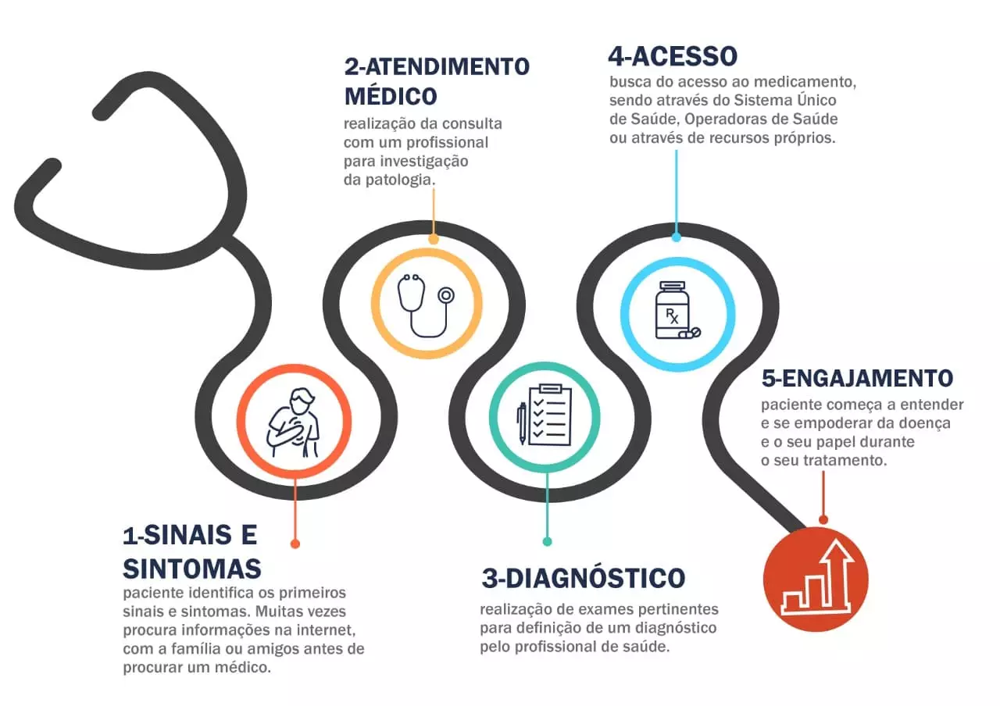 1-SINAIS E
SINTOMAS
paciente identifica os primeiros
sinais e sintomas. Muitas vezes
procura informações na internet,
com a família ou amigos antes de
procurar um médico.
2-ATENDIMENTO
MÉDICO
realização da consulta
com um profissional
para investigação
da patologia.
3-DIAGNÓSTICO
realização de exames pertinentes
para definição de um diagnóstico
pelo profissional de saúde.
4-ACESSO
busca do acesso ao medicamento,
sendo através do Sistema Único
de Saúde, Operadoras de Saúde
ou através de recursos próprios.
RX
5-ENGAJAMENTO
paciente começa a entender
e se empoderar da doença
e o seu papel durante
o seu tratamento.